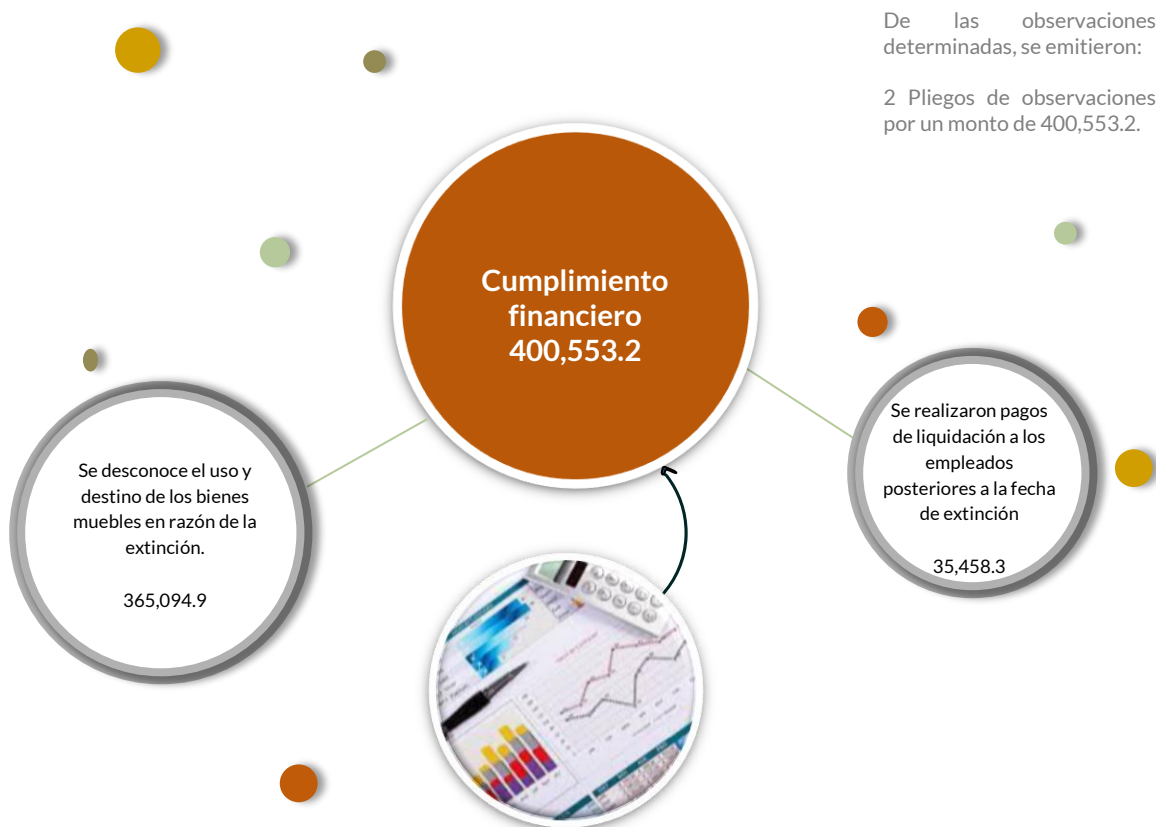 De las observaciones
determinadas, se emitieron:
2 Pliegos de observaciones
por un monto de 400,553.2.
Cumplimiento
financiero
400,553.2
Se desconoce el uso y
destino de los bienes
muebles en razón de la
extinción.
365,094.9
Se realizaron pagos
de liquidación a los
empleados
posteriores a la fecha
de extinción
35,458.3